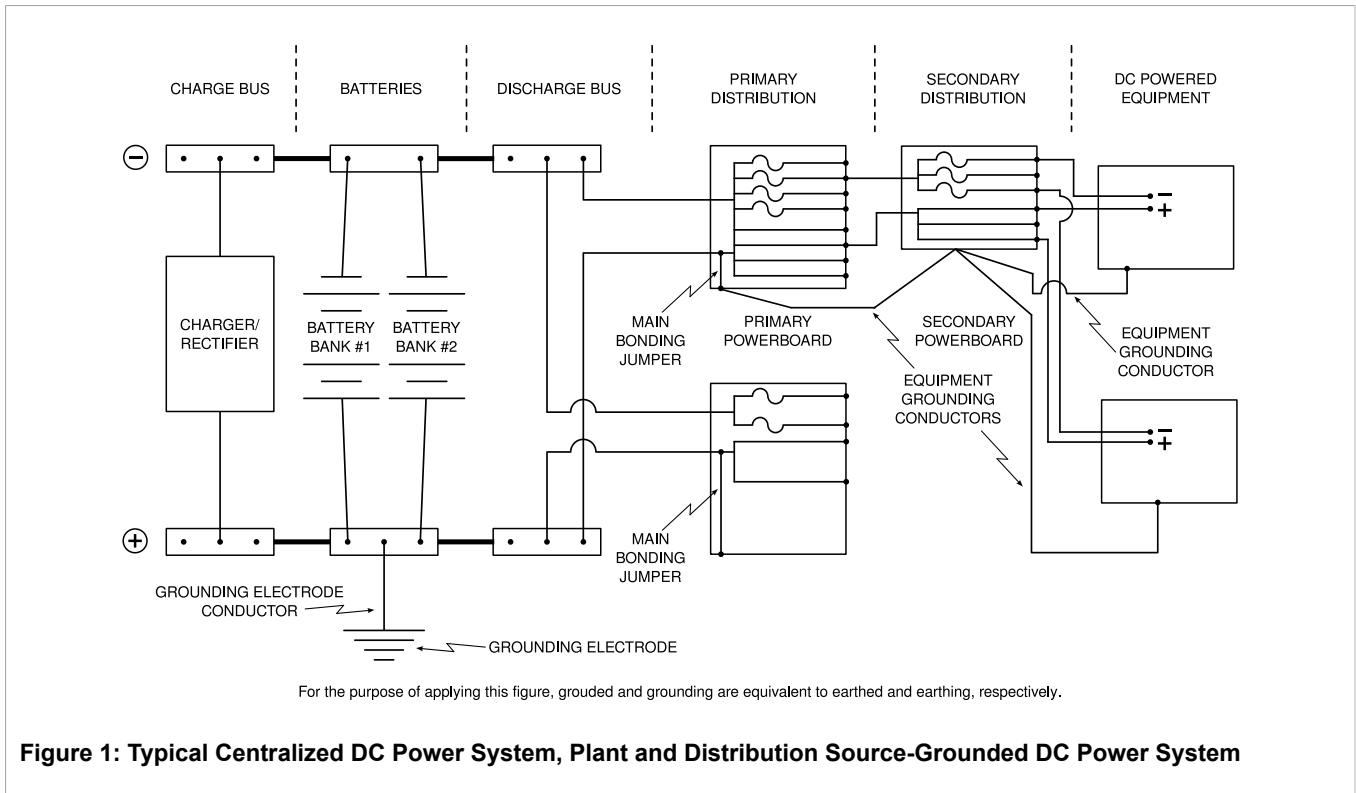 CHARGE BUS
BATTERIES
DISCHARGE BUS
PRIMARY
DISTRIBUTION
SECONDARY
DISTRIBUTION
DC POWERED
EQUIPMENT
−
−
+
CHARGER/
RECTIFIER
BATTERY
BANK #1
BATTERY
BANK #2
MAIN
BONDING
JUMPER
PRIMARY
POWERBOARD
SECONDARY
POWERBOARD
EQUIPMENT
GROUNDING
CONDUCTOR
EQUIPMENT
GROUNDING
CONDUCTORS
−
+
+
MAIN
BONDING
JUMPER
GROUNDING ELECTRODE
CONDUCTOR
GROUNDING ELECTRODE
For the purpose of applying this figure, grouded and grounding are equivalent to earthed and earthing, respectively.
Figure 1: Typical Centralized DC Power System, Plant and Distribution Source-Grounded DC Power System